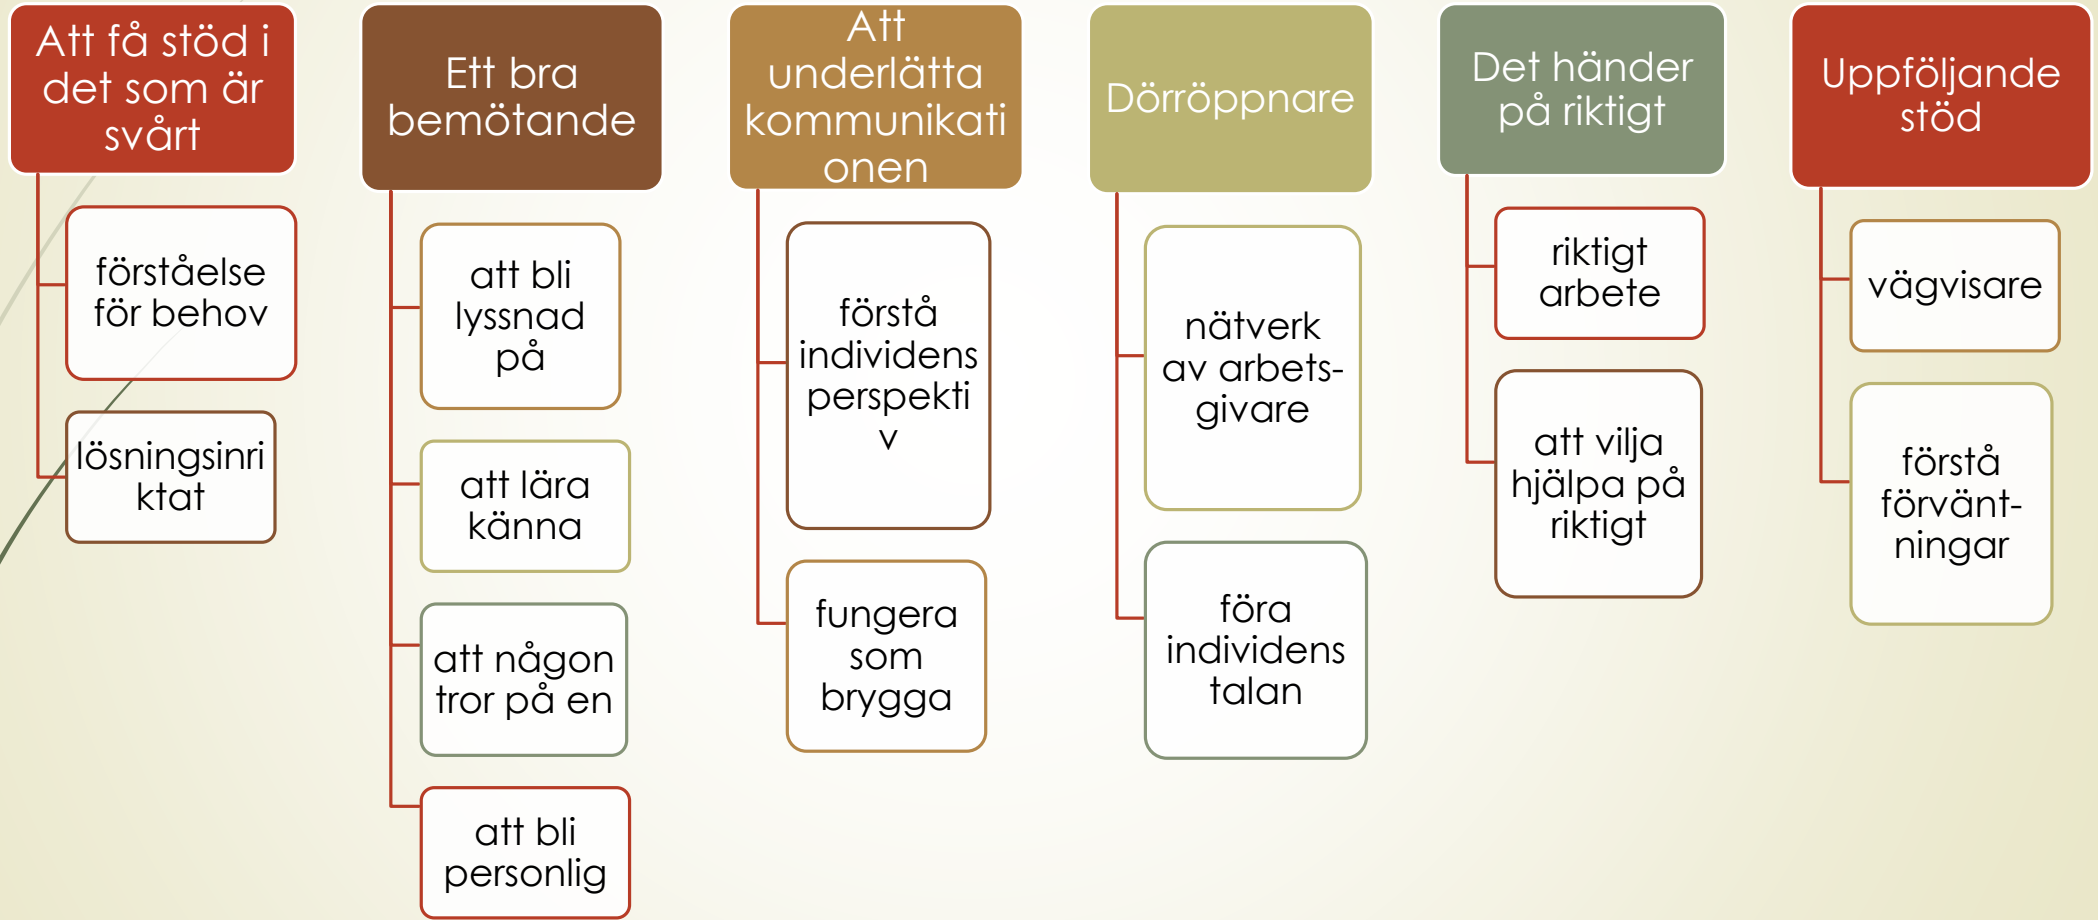 Att få stöd i
det som är
svårt
förståelse
för behov
lösningsinri
ktat
Ett bra
bemötande
att bli
lyssnad
på
att lära
känna
att någon
tror på en
att bli
personlig
Att
underlätta
kommunikati
onen
förstå
individens
perspekti
v
fungera
som
brygga
Dörröppnare
nätverk
av arbets-
givare
föra
individens
talan
Det händer
på riktigt
riktigt
arbete
att vilja
hjälpa på
riktigt
Uppföljande
stöd
vägvisare
förstå
förvänt-
ningar